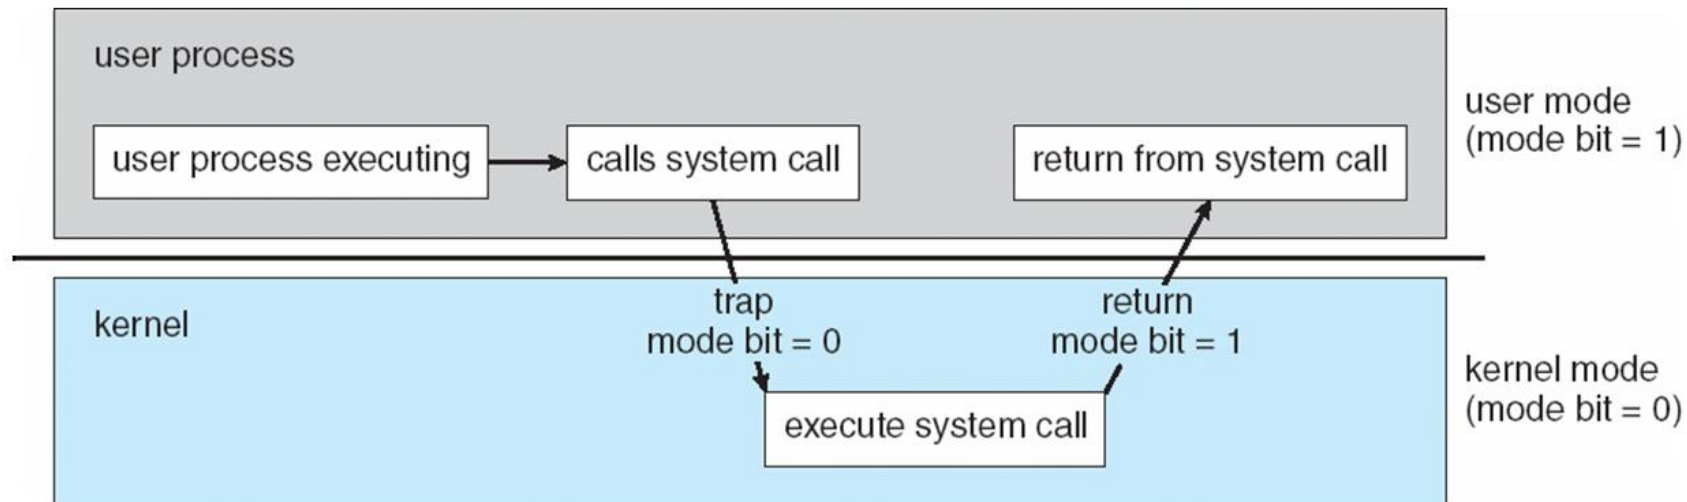 user process
user process executing
calls system call
return from system call
user mode
(mode bit = 1)
kernel
trap
mode bit = 0
return
mode bit = 1
execute system call
kernel mode
(mode bit = 0)